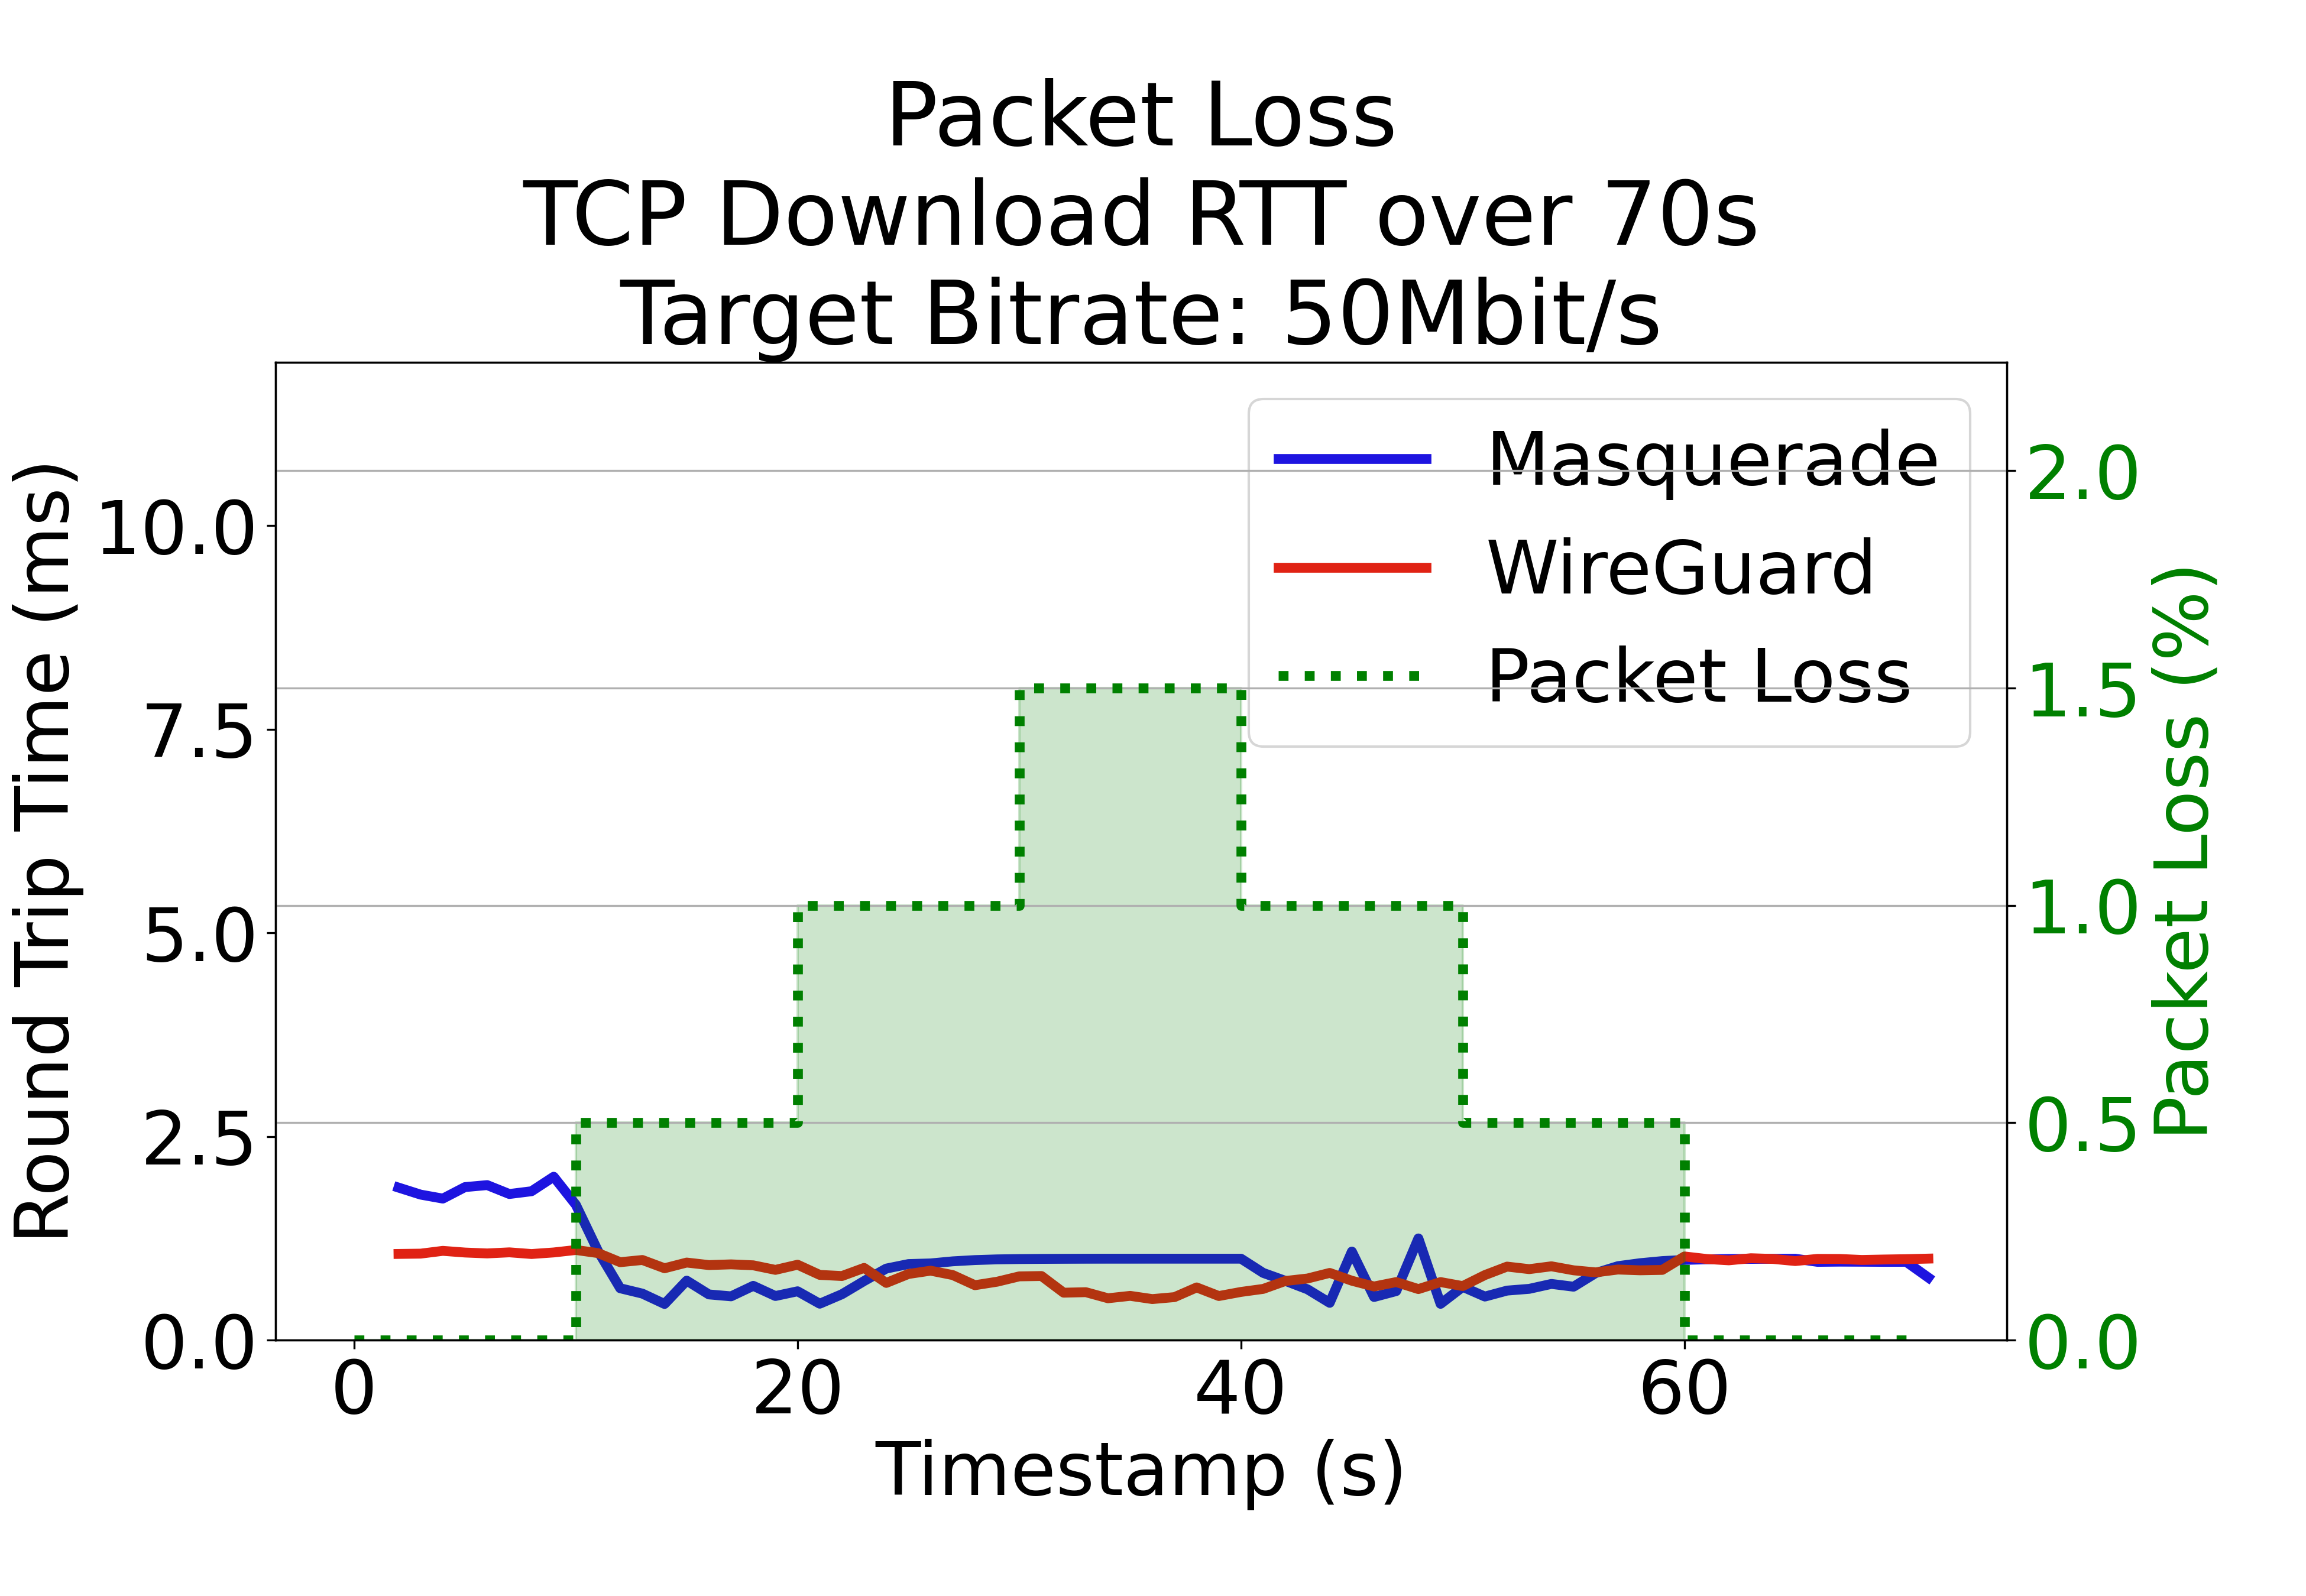 Packet Loss
TCP Download RTT over 70s
Target Bitrate: 50Mbit/s
Round Trip Time (ms)
10.0
7.5
5.0
2.5
0.0
Masquerade
WireGuard
Packet Loss
2.0
1.5
1.0
0.5
0.0
Packet Loss (%)
0 20 40 60
Timestamp (s)